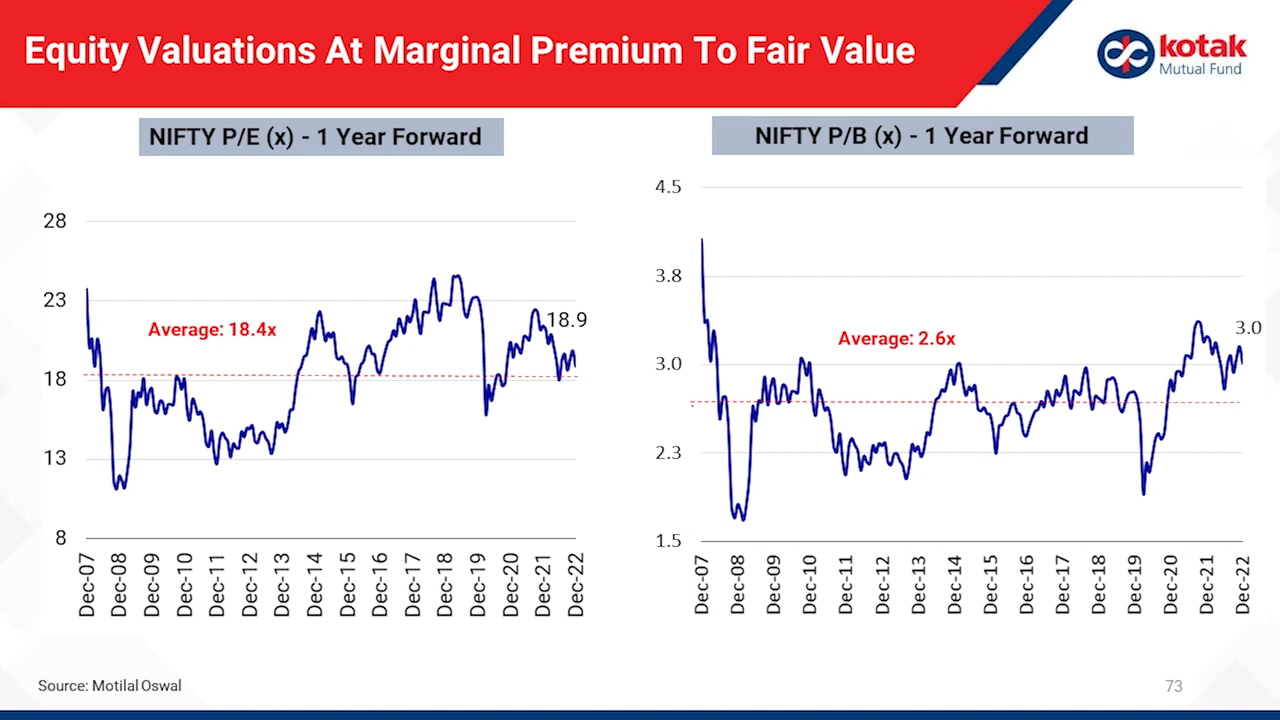 Equity Valuations At Marginal Premium To Fair Value
kotak
Mutual Fund
NIFTY P/E (x) - 1 Year Forward
28
23
18
13
8
Average: 18.4x
18.9
Dec-07
Dec-08
Dec-09
Dec-10
Dec-11
Dec-12
Dec-13
Dec-14
Dec-15
Dec-16
Dec-17
Dec-18
Dec-19
Dec-20
Dec-21
Dec-22
NIFTY P/B (x) - 1 Year Forward
4.5
3.8
3.0
2.3
1.5
Average: 2.6x
3.0
Dec-07
Dec-08
Dec-09
Dec-10
Dec-11
Dec-12
Dec-13
Dec-14
Dec-15
Dec-16
Dec-17
Dec-18
Dec-19
Dec-20
Dec-21
Dec-22
Source: Motilal Oswal
73